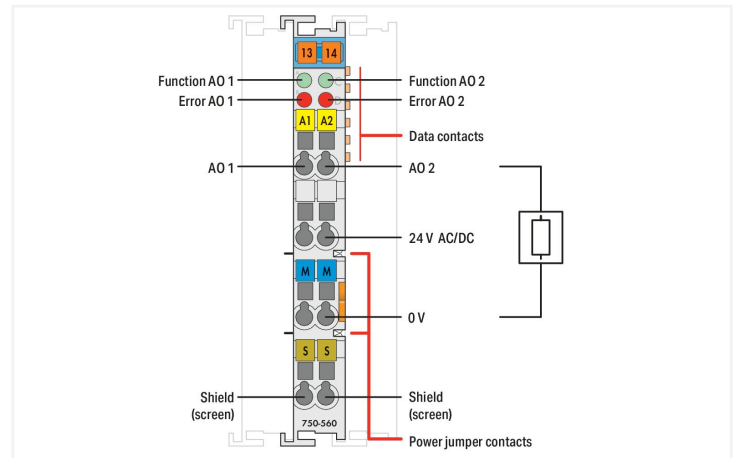 13 14
Function AO 1
Function AO 2
Error AO 1
Error AO 2
A1 A2
Data contacts
AO 1
AO 2
24 V AC/DC
M M
0 V
S S
Shield
(screen)
Shield
(screen)
750-560
Power jumper contacts